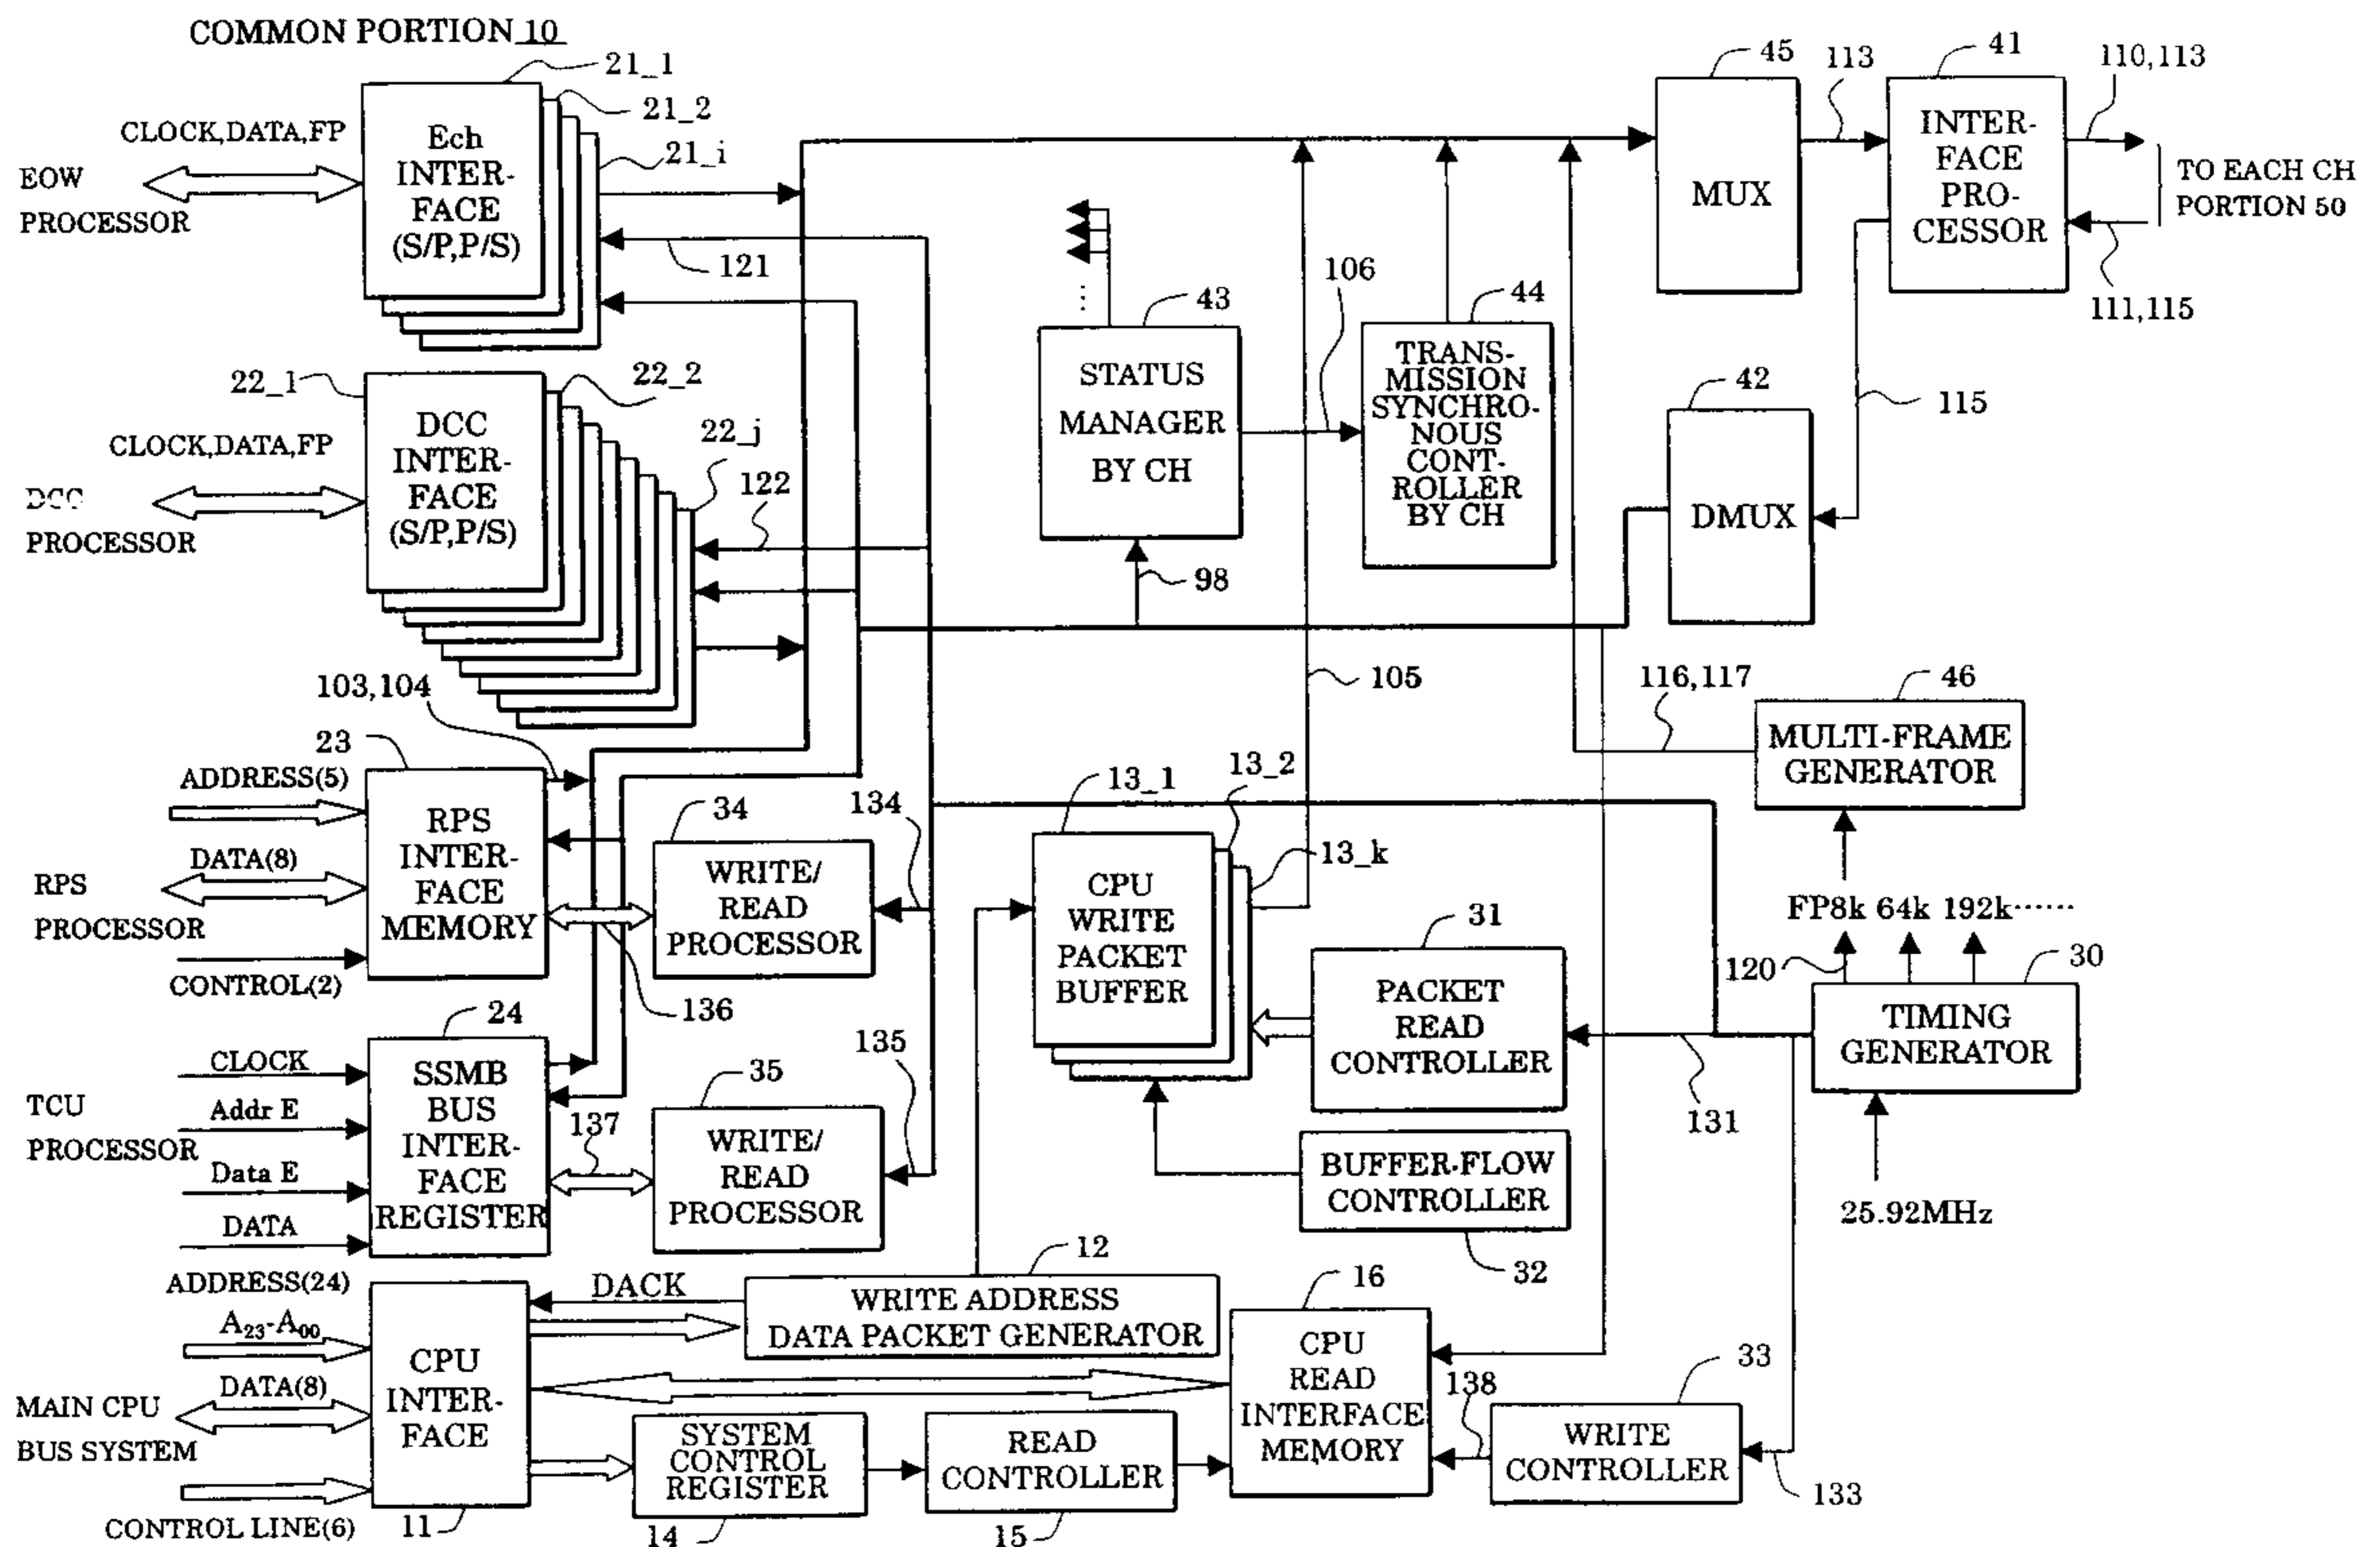 COMMON PORTION 10
21_1
21_2
21_i
CLOCK,DATA,FP
EOW
PROCESSOR
Ech
INTER-
FACE
(S/P,P/S)
121
22_1
22_2
22_j
CLOCK,DATA,FP
DCC
PROCESSOR
DCC
INTER-
FACE
(S/P,P/S)
122
45
MUX
113
41
INTER-
FACE
PRO-
CESSOR
110,113
TO EACH CH
PORTION 50
111,115
43
STATUS
MANAGER
BY CH
106
44
TRANS-
MISSION
SYNCHRO-
NOUS
CONT-
ROLLER
BY CH
42
DMUX
115
98
105
116,117
46
MULTI-FRAME
GENERATOR
103,104
23
ADDRESS(5)
DATA(8)
RPS
PROCESSOR
CONTROL(2)
RPS
INTER-
FACE
MEMORY
34
WRITE/
READ
PROCESSOR
134
136
13_1
13_2
13_k
CPU
WRITE
PACKET
BUFFER
31
PACKET
READ
CONTROLLER
131
FP8k 64k 192k······
120
30
TIMING
GENERATOR
25.92MHz
24
CLOCK
Addr E
TCU
PROCESSOR
Data E
DATA
SSMB
BUS
INTER-
FACE
REGISTER
137
35
WRITE/
READ
PROCESSOR
135
BUFFER-FLOW
CONTROLLER
32
ADDRESS(24)
A23-A00
DATA(8)
MAIN CPU
BUS SYSTEM
CONTROL LINE(6)
CPU
INTER-
FACE
11
DACK
12
WRITE ADDRESS
DATA PACKET GENERATOR
SYSTEM
CONTROL
REGISTER
14
READ
CONTROLLER
15
16
CPU
READ
INTERFACE
MEMORY
138
33
WRITE
CONTROLLER
133